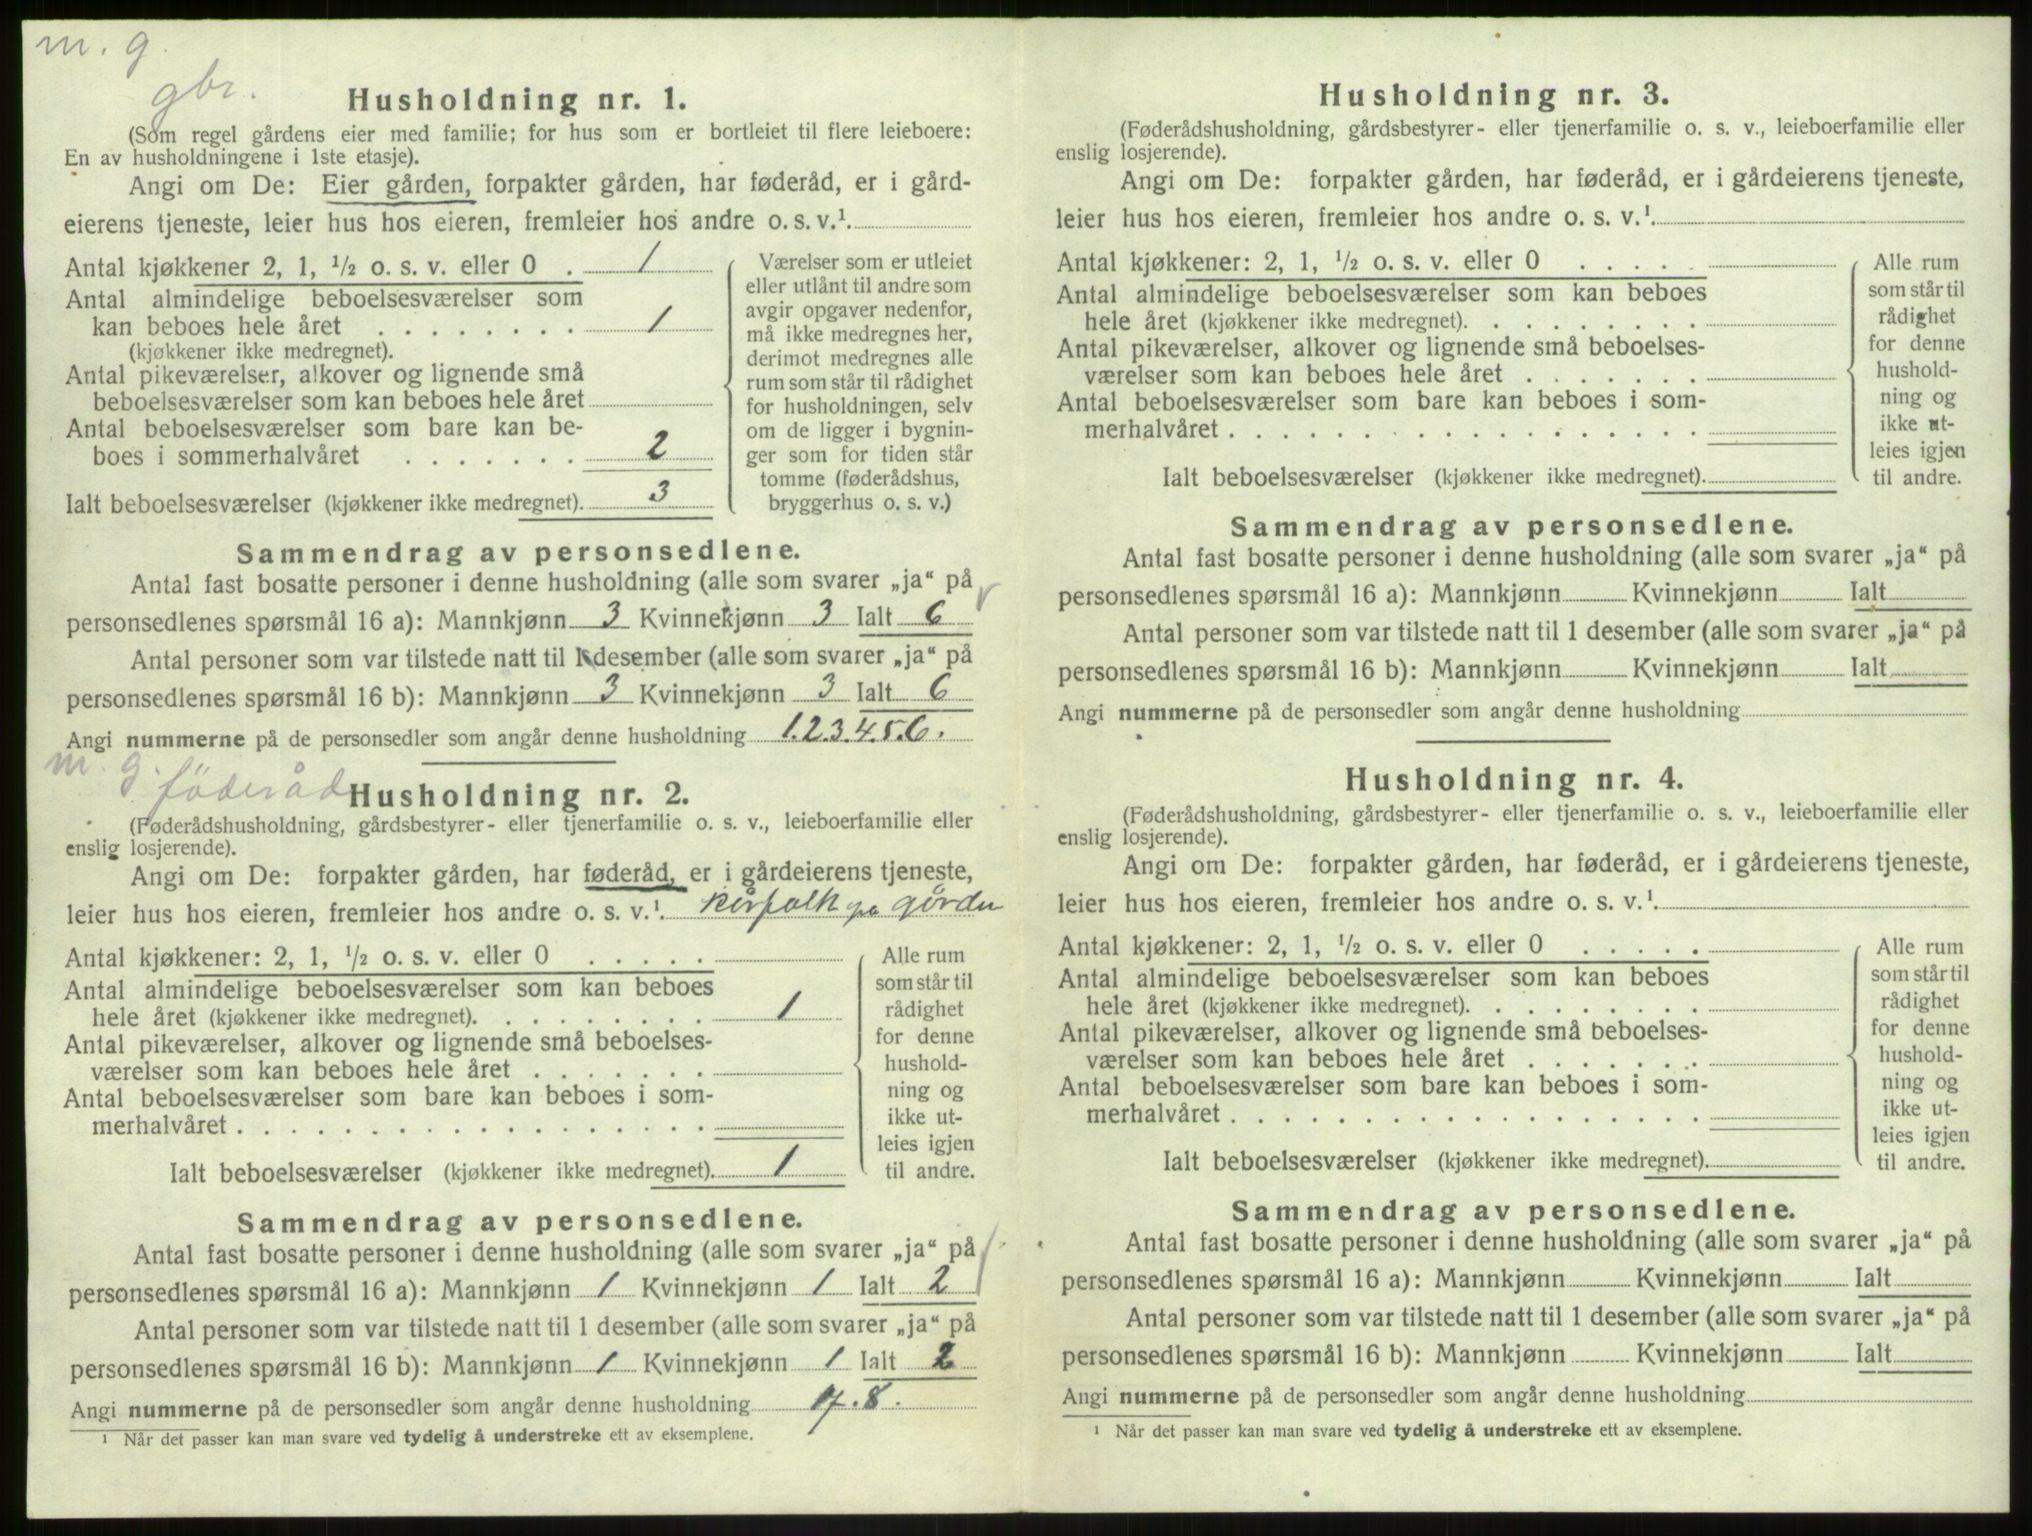 m. g.
gbr.
Husholdning nr. 1.
(Som regel gårdens eier med familie; for hus som er bortleiet til flere leieboere:
En av husholdningene i 1ste etasje).
Angi om De: Eier gården, forpakter gården, har føderåd, er i gård-
eierens tjeneste, leier hus hos eieren, fremleier hos andre o. s. v.¹.
Antal kjøkkener 2, 1, ½ o. s. v. eller 0 . 1
Antal almindelige beboelsesværelser som
kan beboes hele året . . . . . . . . 1
(kjøkkener ikke medregnet).
Antal pikeværelser, alkover og lignende små
beboelsesværelser som kan beboes hele året
Antal beboelsesværelser som bare kan be-
boes i sommerhalvåret . . . . . . . 2
Ialt beboelsesværelser (kjøkkener ikke medregnet). 3
Værelser som er utleiet
eller utlånt til andre som
avgir opgaver nedenfor,
må ikke medregnes her,
derimot medregnes alle
rum som står til rådighet
for husholdningen, selv
om de ligger i bygnin-
ger som for tiden står
tomme (føderådshus,
bryggerhus o. s. v.)
Sammendrag av personsedlene.
Antal fast bosatte personer i denne husholdning (alle som svarer „ja“ på
personsedlenes spørsmål 16 a): Mannkjønn 3 Kvinnekjønn 3 Ialt 6
Antal personer som var tilstede natt til 1 desember (alle som svarer „ja“ på
personsedlenes spørsmål 16 b): Mannkjønn 3 Kvinnekjønn 3 Ialt 6
Angi nummerne på de personsedler som angår denne husholdning 1.2.3.4.5.6.
m. g. föderåd
Husholdning nr. 2.
(Føderådshusholdning, gårdsbestyrer- eller tjenerfamilie o. s. v., leieboerfamilie eller
enslig losjerende).
Angi om De: forpakter gården, har føderåd, er i gårdeierens tjeneste,
leier hus hos eieren, fremleier hos andre o. s. v.¹. kårfolk på gården
Antal kjøkkener: 2, 1, ½ o. s. v. eller 0 . . . . .
Antal almindelige beboelsesværelser som kan beboes
hele året (kjøkkener ikke medregnet). . . . . . . . . 1
Antal pikeværelser, alkover og lignende små beboelses-
værelser som kan beboes hele året . . . . . . .
Antal beboelsesværelser som bare kan beboes i som-
merhalvåret . . . . . . . . . . . . . . . . . .
Ialt beboelsesværelser (kjøkkener ikke medregnet). 1
Alle rum
som står til
rådighet
for denne
hushold-
ning og
ikke ut-
leies igjen
til andre.
Sammendrag av personsedlene.
Antal fast bosatte personer i denne husholdning (alle som svarer „ja“ på
personsedlenes spørsmål 16 a): Mannkjønn 1 Kvinnekjønn 1 Ialt 2
Antal personer som var tilstede natt til 1 desember (alle som svarer „ja“ på
personsedlenes spørsmål 16 b): Mannkjønn 1 Kvinnekjønn 1 Ialt 2
Angi nummerne på de personsedler som angår denne husholdning 7.8.
¹ Når det passer kan man svare ved tydelig å understreke ett av eksemplene.
Husholdning nr. 3.
(Føderådshusholdning, gårdsbestyrer- eller tjenerfamilie o. s. v., leieboerfamilie eller
enslig losjerende).
Angi om De: forpakter gården, har føderåd, er i gårdeierens tjeneste,
leier hus hos eieren, fremleier hos andre o. s. v.¹.
Antal kjøkkener: 2, 1, ½ o. s. v. eller 0 . . . . .
Antal almindelige beboelsesværelser som kan beboes
hele året (kjøkkener ikke medregnet). . . . . . . . .
Antal pikeværelser, alkover og lignende små beboelses-
værelser som kan beboes hele året . . . . . . .
Antal beboelsesværelser som bare kan beboes i som-
merhalvåret . . . . . . . . . . . . . . . . . .
Ialt beboelsesværelser (kjøkkener ikke medregnet).
Alle rum
som står til
rådighet
for denne
hushold-
ning og
ikke ut-
leies igjen
til andre.
Sammendrag av personsedlene.
Antal fast bosatte personer i denne husholdning (alle som svarer „ja“ på
personsedlenes spørsmål 16 a): Mannkjønn Kvinnekjønn Ialt
Antal personer som var tilstede natt til 1 desember (alle som svarer „ja“ på
personsedlenes spørsmål 16 b): Mannkjønn Kvinnekjønn Ialt
Angi nummerne på de personsedler som angår denne husholdning
Husholdning nr. 4.
(Føderådshusholdning, gårdsbestyrer- eller tjenerfamilie o. s. v., leieboerfamilie eller
enslig losjerende).
Angi om De: forpakter gården, har føderåd, er i gårdeierens tjeneste,
leier hus hos eieren, fremleier hos andre o. s. v.¹.
Antal kjøkkener: 2, 1, ½ o. s. v. eller 0 . . . . .
Antal almindelige beboelsesværelser som kan beboes
hele året (kjøkkener ikke medregnet). . . . . . . . .
Antal pikeværelser, alkover og lignende små beboelses-
værelser som kan beboes hele året . . . . . . .
Antal beboelsesværelser som bare kan beboes i som-
merhalvåret . . . . . . . . . . . . . . . . . .
Ialt beboelsesværelser (kjøkkener ikke medregnet).
Alle rum
som står til
rådighet
for denne
hushold-
ning og
ikke ut-
leies igjen
til andre.
Sammendrag av personsedlene.
Antal fast bosatte personer i denne husholdning (alle som svarer „ja“ på
personsedlenes spørsmål 16 a): Mannkjønn Kvinnekjønn Ialt
Antal personer som var tilstede natt til 1 desember (alle som svarer „ja“ på
personsedlenes spørsmål 16 b): Mannkjønn Kvinnekjønn Ialt
Angi nummerne på de personsedler som angår denne husholdning
¹ Når det passer kan man svare ved tydelig å understreke ett av eksemplene.